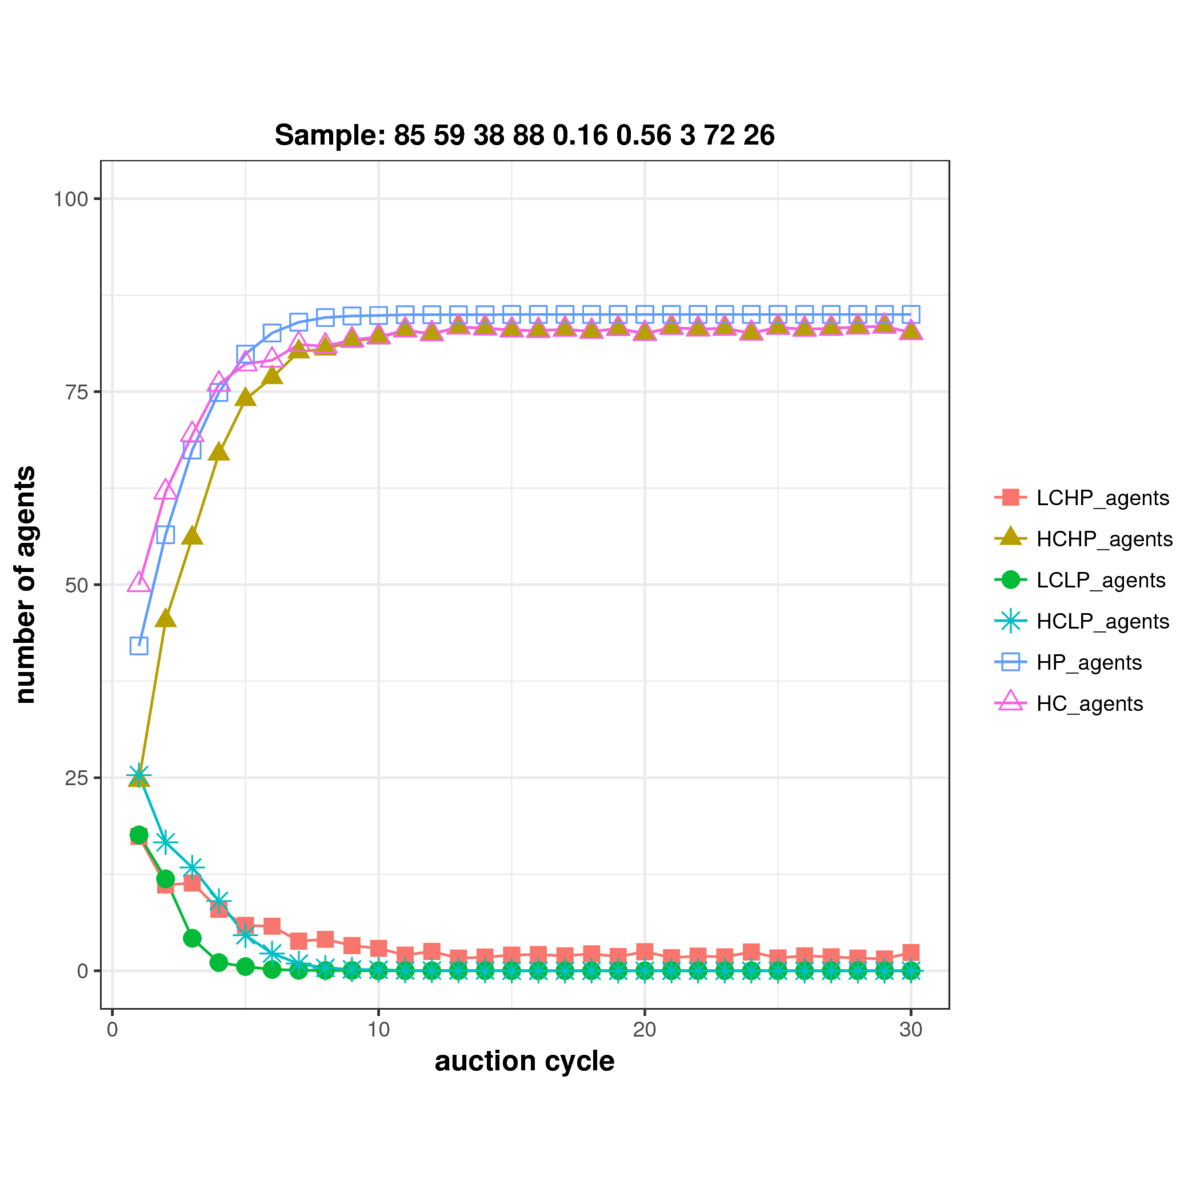 Sample: 85 59 38 88 0.16 0.56 3 72 26
100
75
50
25
0
number of agents
0 10 20 30
auction cycle
LCHP_agents
HCHP_agents
LCLP_agents
HCLP_agents
HP_agents
HC_agents